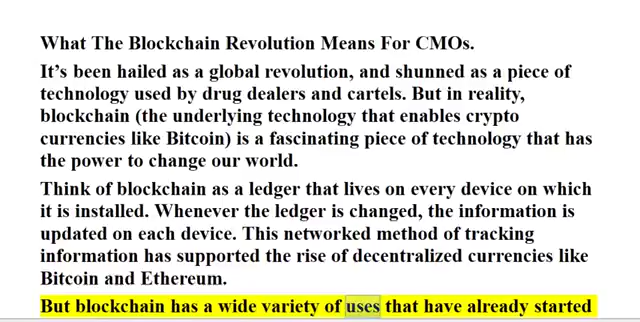 What The Blockchain Revolution Means For CMOs.
It’s been hailed as a global revolution, and shunned as a piece of
technology used by drug dealers and cartels. But in reality,
blockchain (the underlying technology that enables crypto
currencies like Bitcoin) is a fascinating piece of technology that has
the power to change our world.
Think of blockchain as a ledger that lives on every device on which
it is installed. Whenever the ledger is changed, the information is
updated on each device. This networked method of tracking
information has supported the rise of decentralized currencies like
Bitcoin and Ethereum.
But blockchain has a wide variety of uses that have already started